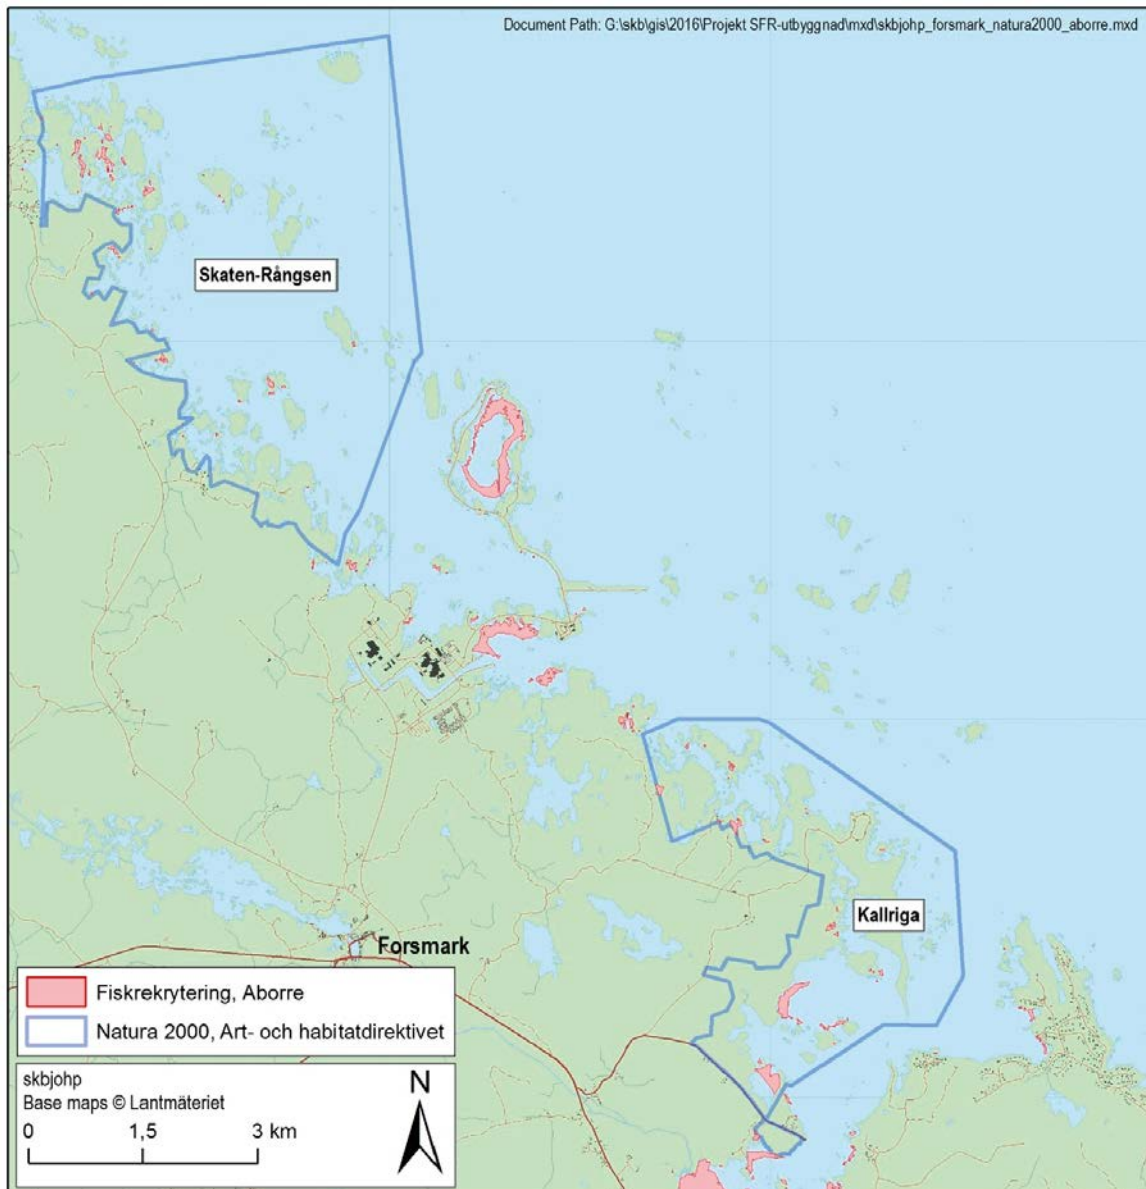 Document Path: G:\skb\gis\2016\Projekt SFR-utbyggnad\mxd\skbjohp_forsmark_natura2000_aborre.mxd
Skaten-Rångsen
Kallriga
Forsmark
Fiskrekrytering, Aborre
Natura 2000, Art- och habitatdirektivet
skbjohp
Base maps © Lantmäteriet
N
0 1,5 3 km